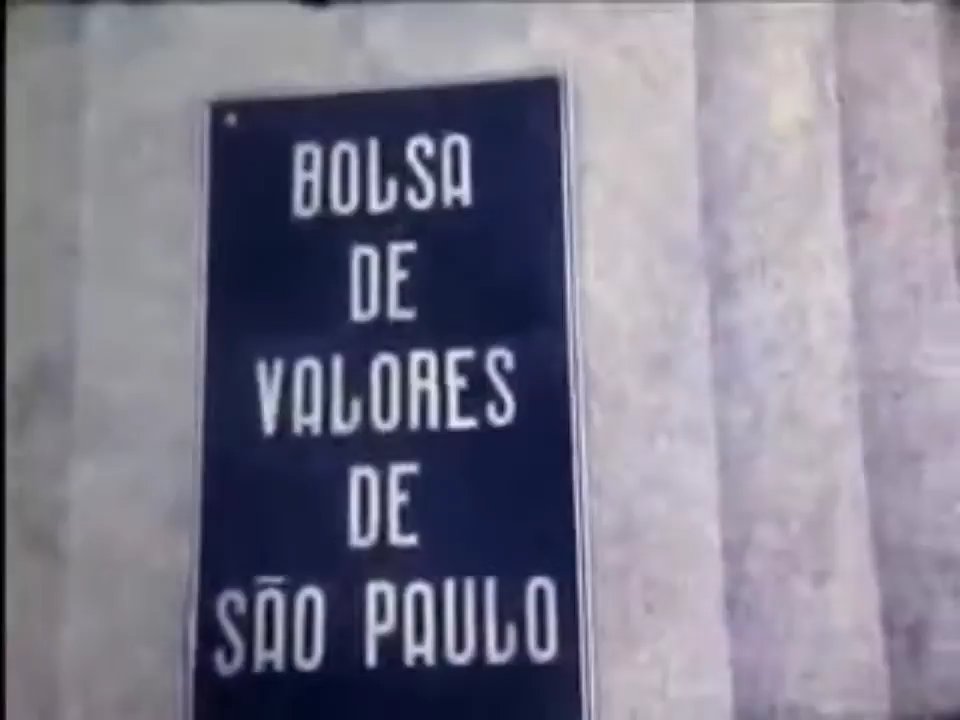 BOLSA
DE
VALORES
DE
SÃO PAULO